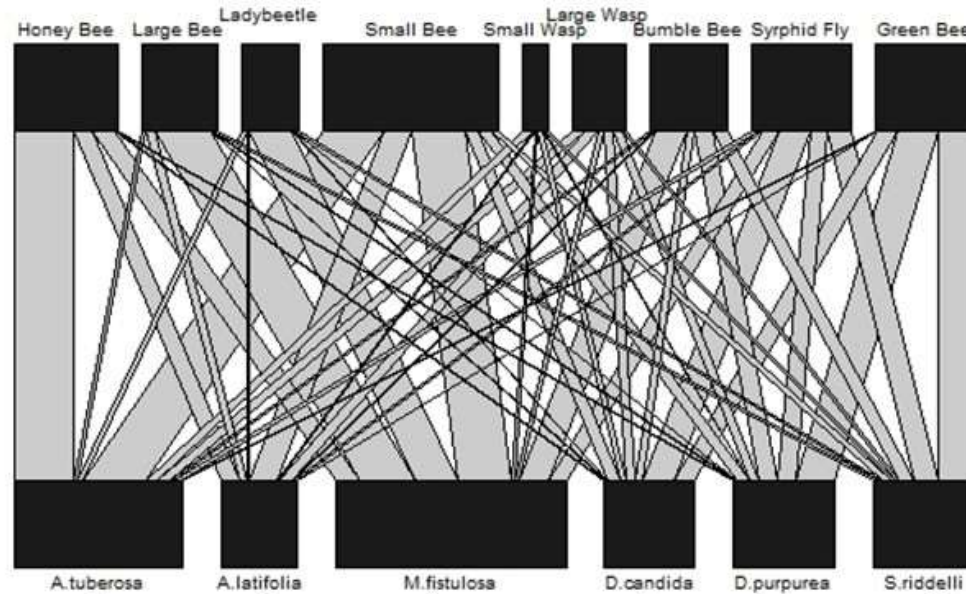 Ladybeetle
Large Wasp
Honey Bee
Large Bee
Small Bee
Small Wasp
Bumble Bee
Syrphid Fly
Green Bee
A.tuberosa
A.latifolia
M.fistulosa
D.candida
D.purpurea
S.riddelli